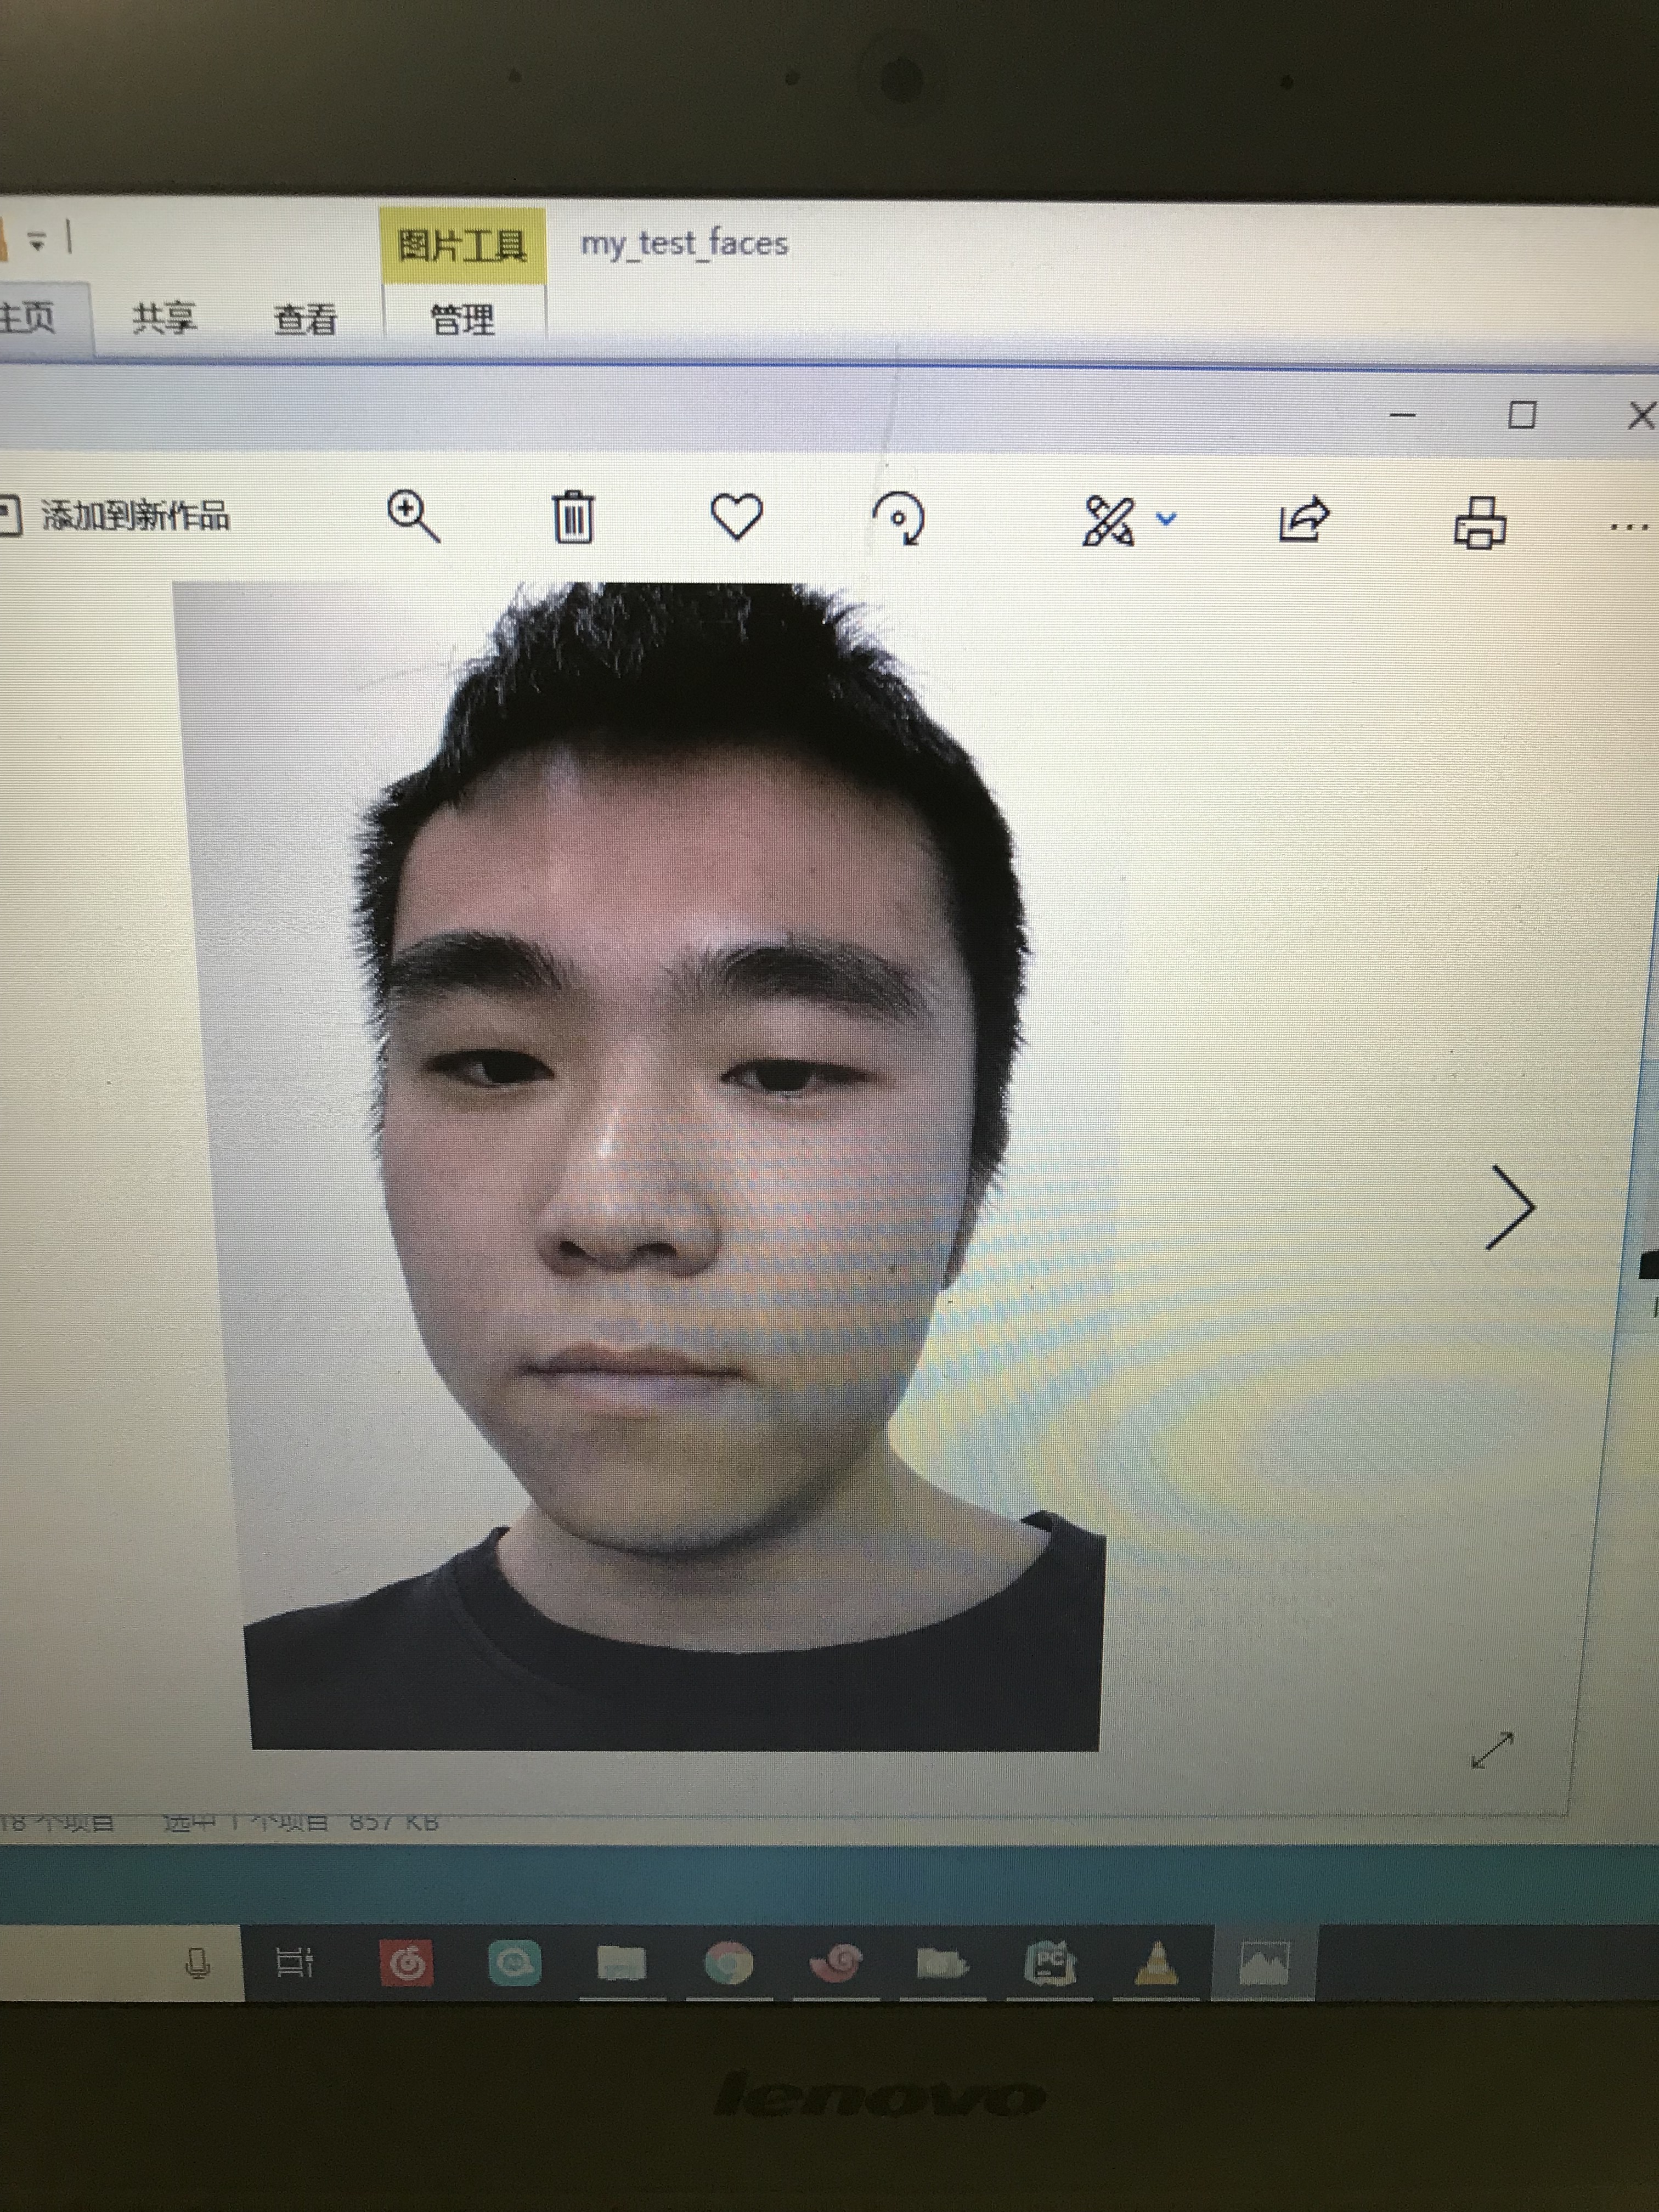 图片工具 my_test_faces
主页 共享 查看 管理
添加到新作品
18 个项目 选中 1 个项目 857 KB
PC
lenovo